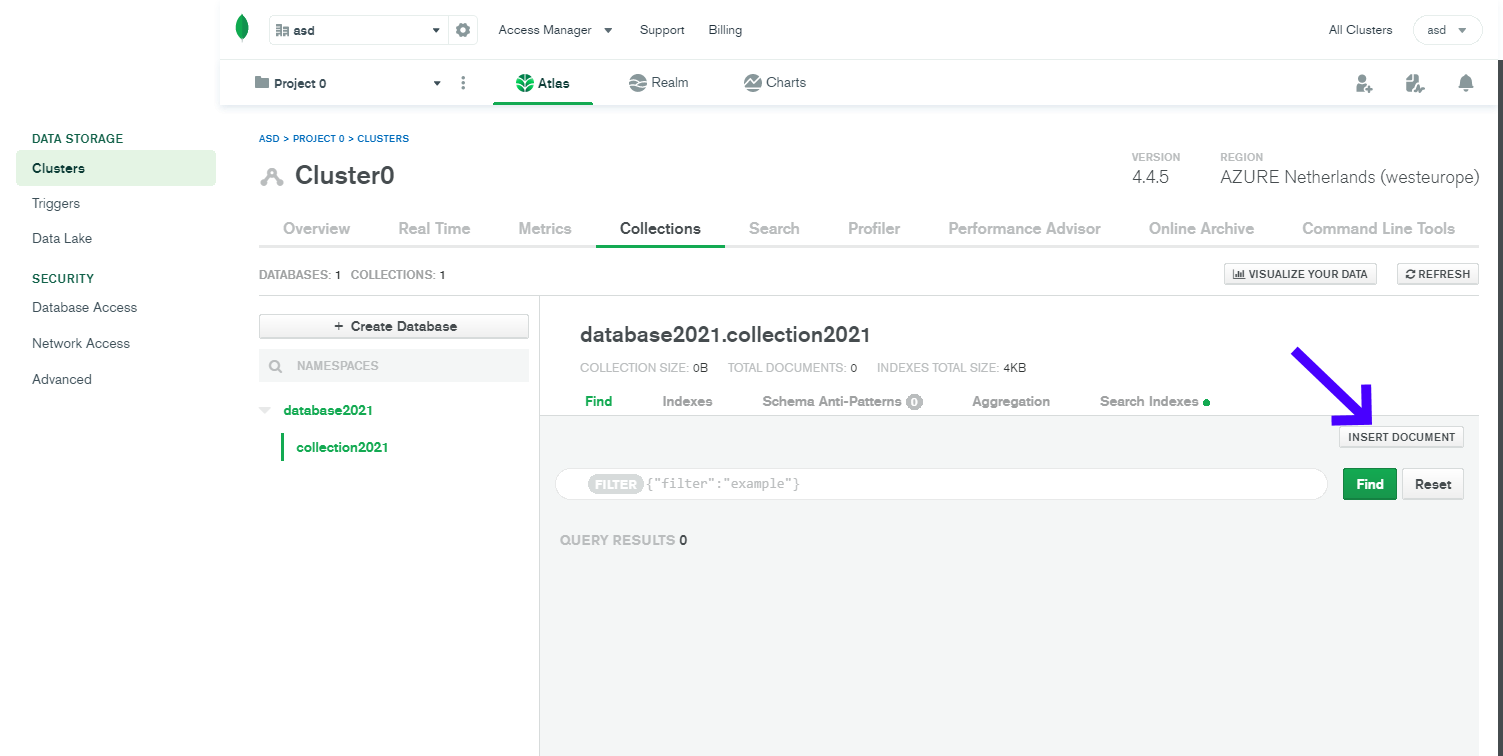 asd
Access Manager
Support
Billing
All Clusters
asd
Project 0
Atlas
Realm
Charts
DATA STORAGE
Clusters
Triggers
Data Lake
SECURITY
Database Access
Network Access
Advanced
ASD > PROJECT 0 > CLUSTERS
Cluster0
VERSION
4.4.5
REGION
AZURE Netherlands (westeurope)
Overview
Real Time
Metrics
Collections
Search
Profiler
Performance Advisor
Online Archive
Command Line Tools
DATABASES: 1 COLLECTIONS: 1
VISUALIZE YOUR DATA
REFRESH
+ Create Database
NAMESPACES
database2021
collection2021
database2021.collection2021
COLLECTION SIZE: 0B TOTAL DOCUMENTS: 0 INDEXES TOTAL SIZE: 4KB
Find
Indexes
Schema Anti-Patterns 0
Aggregation
Search Indexes
INSERT DOCUMENT
FILTER {"filter":"example"}
Find
Reset
QUERY RESULTS 0